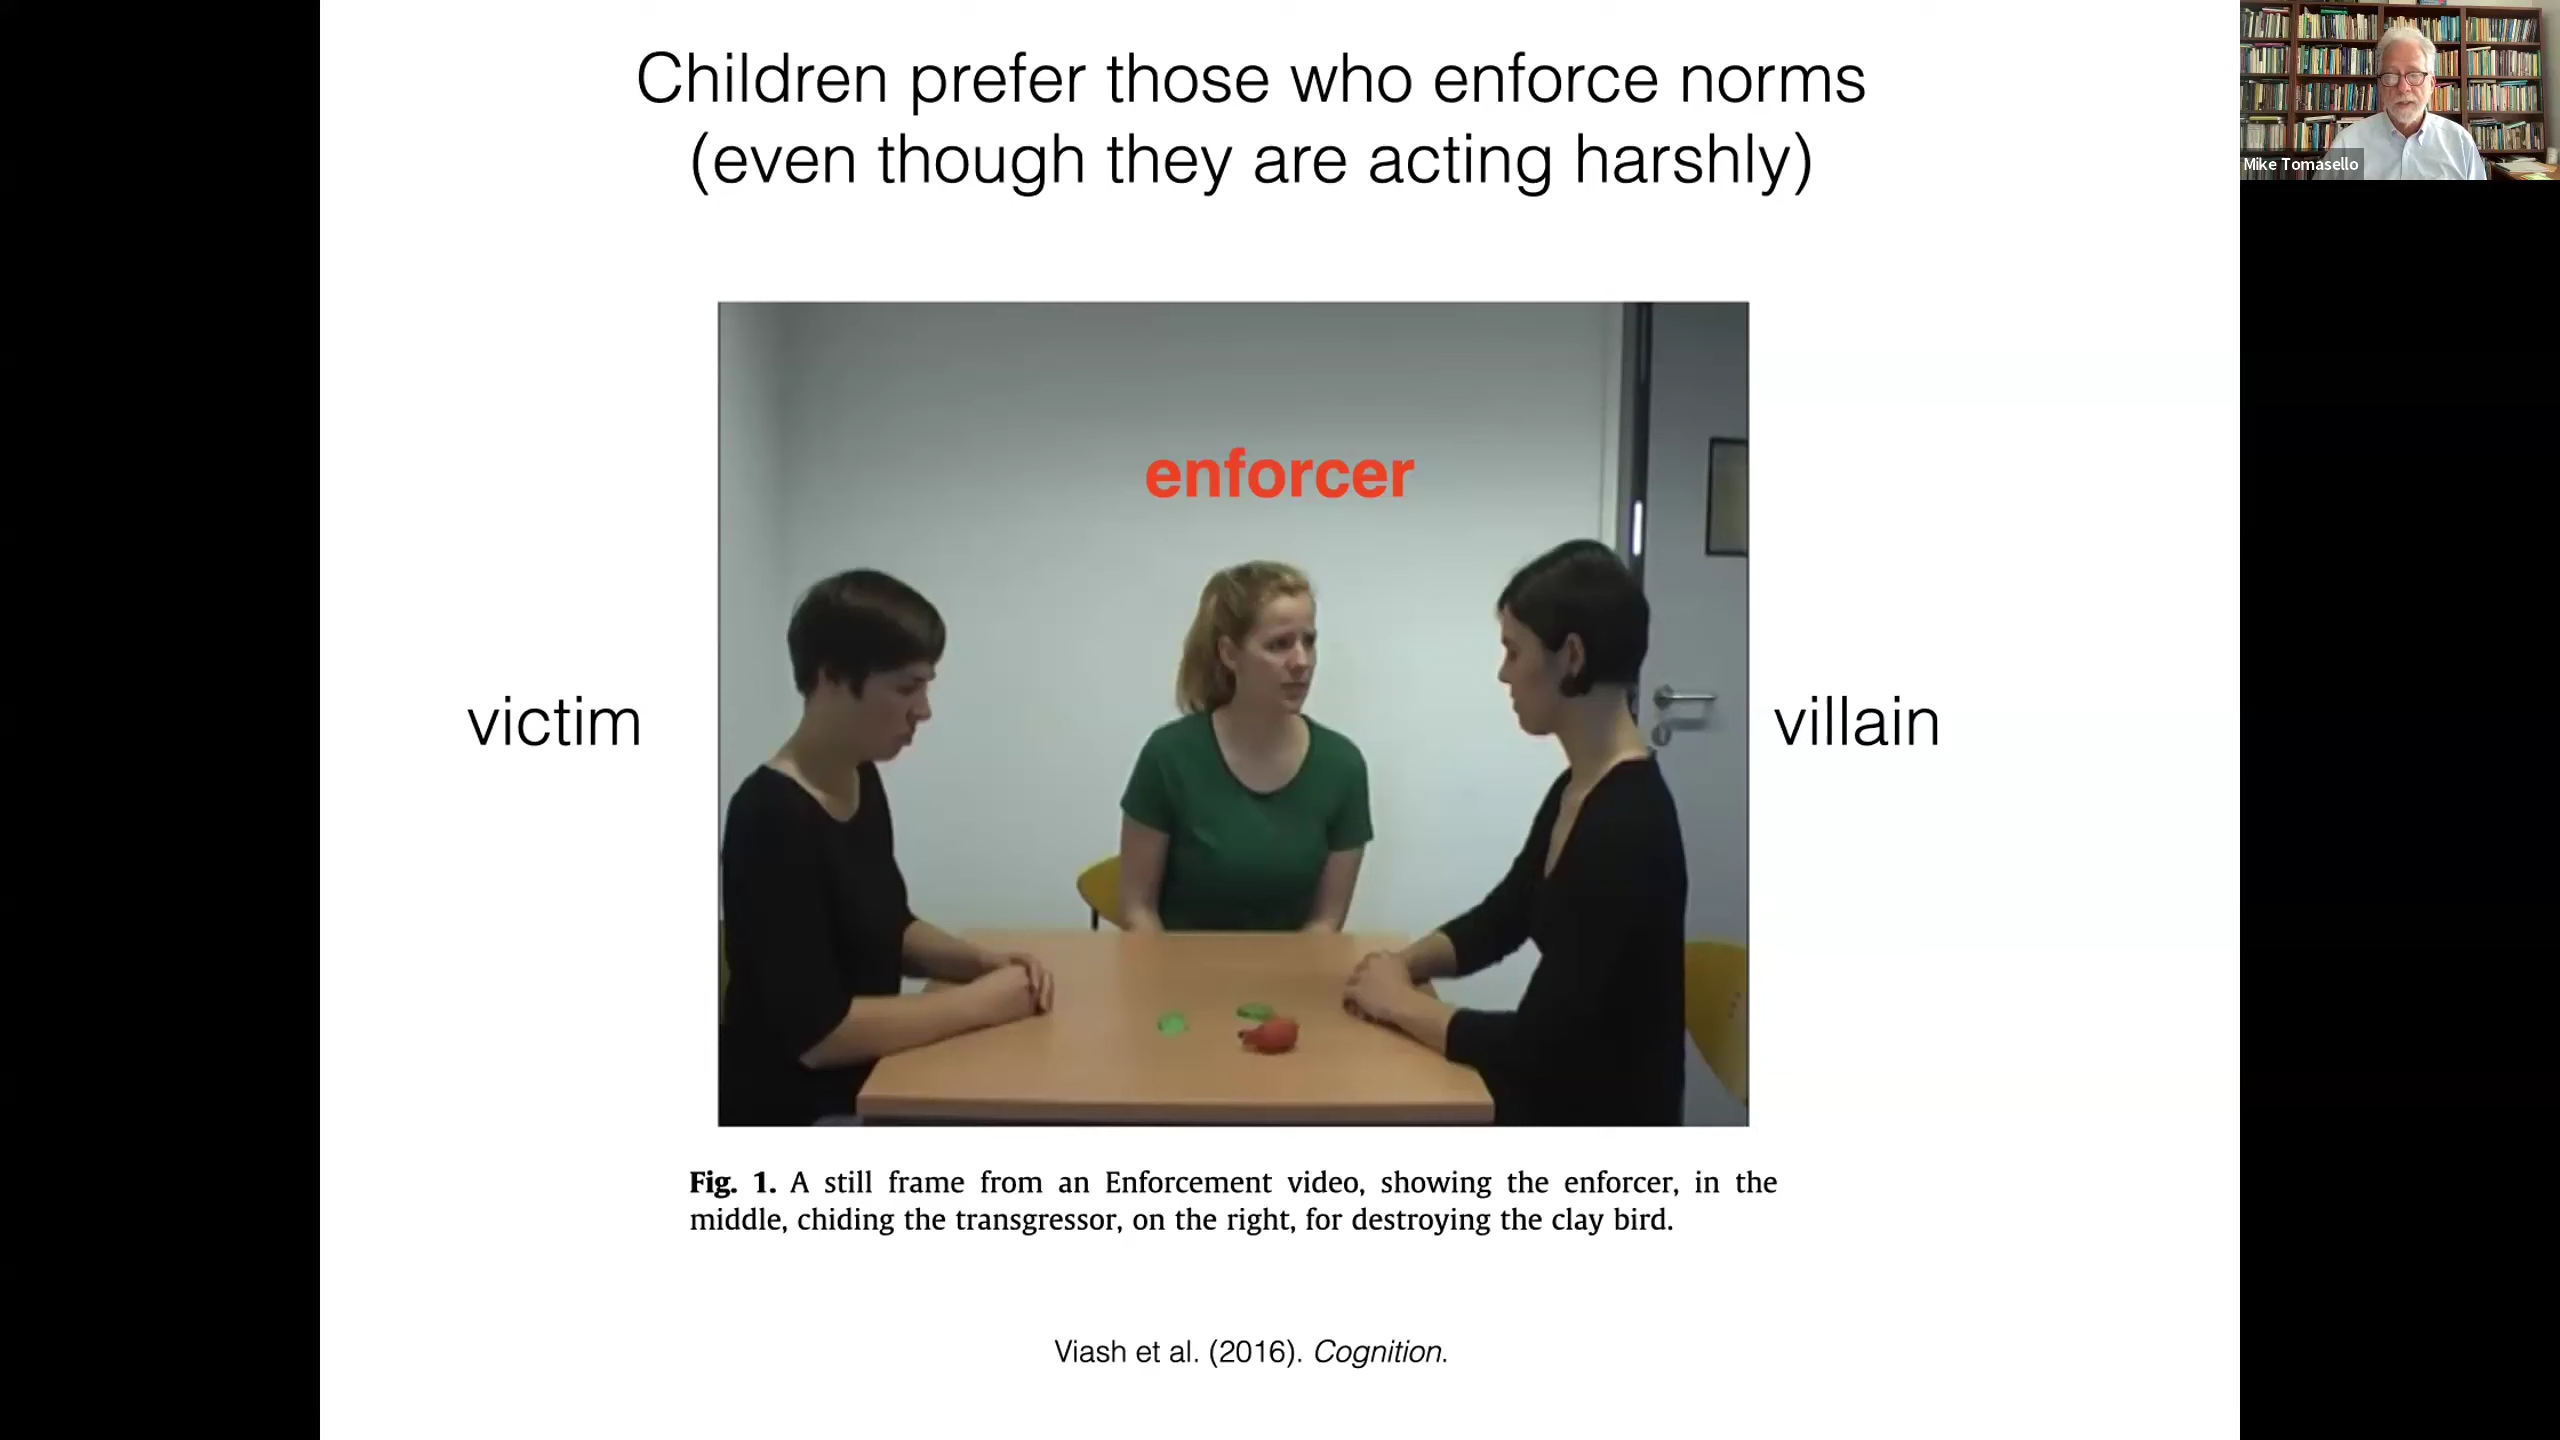 Children prefer those who enforce norms
(even though they are acting harshly)
Mike Tomasello
enforcer
victim
villain
Fig. 1. A still frame from an Enforcement video, showing the enforcer, in the
middle, chiding the transgressor, on the right, for destroying the clay bird.
Viash et al. (2016). Cognition.